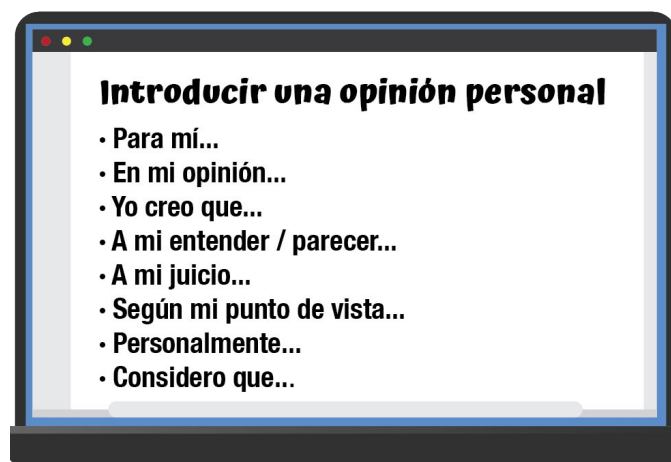 Introducir una opinión personal
· Para mí...
· En mi opinión...
· Yo creo que...
· A mi entender / parecer...
· A mi juicio...
· Según mi punto de vista...
· Personalmente...
· Considero que...